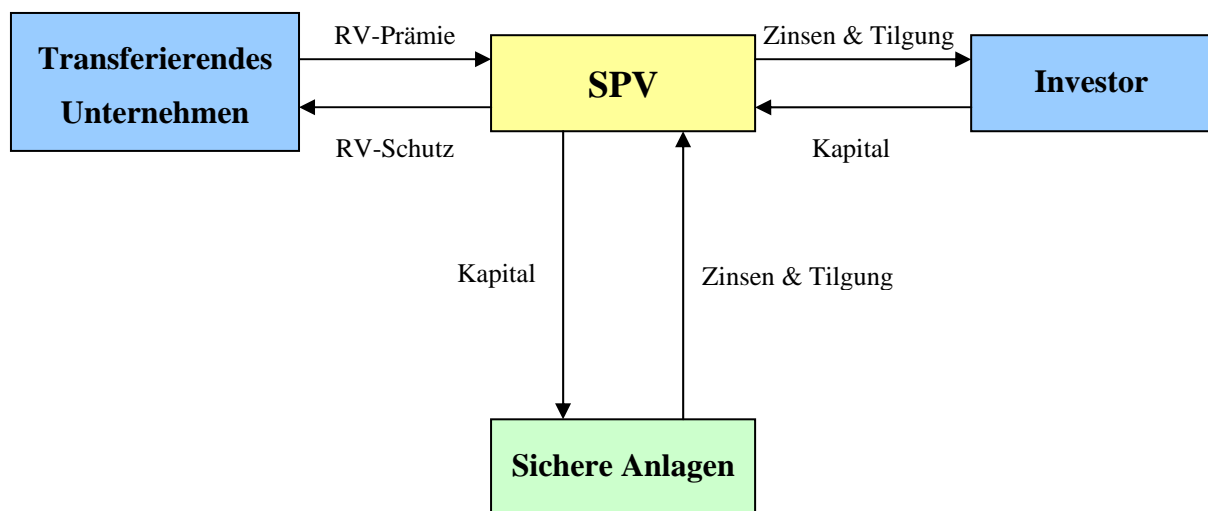 Transferierendes
Unternehmen
RV-Prämie
RV-Schutz
SPV
Zinsen & Tilgung
Kapital
Investor
Kapital
Zinsen & Tilgung
Sichere Anlagen